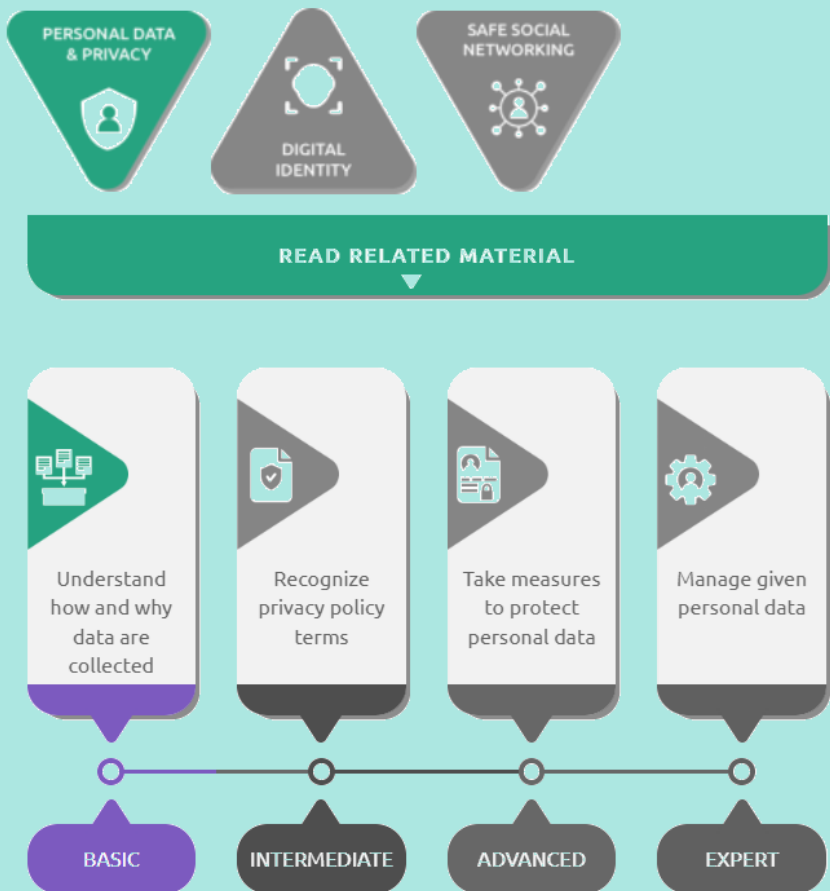 PERSONAL DATA
& PRIVACY
DIGITAL
IDENTITY
SAFE SOCIAL
NETWORKING
READ RELATED MATERIAL
Understand
how and why
data are
collected
Recognize
privacy policy
terms
Take measures
to protect
personal data
Manage given
personal data
BASIC
INTERMEDIATE
ADVANCED
EXPERT